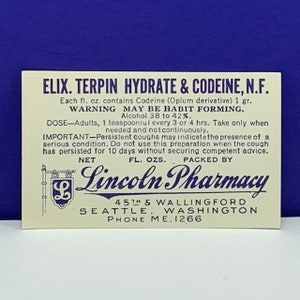 ELIX. TERPIN HYDRATE & CODEINE, N.F.
Each fl. oz. contains Codeine (Opium derivative) 1 gr.
WARNING MAY BE HABIT FORMING.
Alcohol 38 to 42%.
DOSE—Adults, 1 teaspoonful every 3 or 4 hrs. Take only when
needed and not continuously.
IMPORTANT—Persistent coughs may indicate the presence of a
serious condition. Do not use this preparation when the cough
has persisted for 10 days without securing competent advice.
NET FL. OZS. PACKED BY
L
Lincoln Pharmacy
45TH & WALLINGFORD
SEATTLE, WASHINGTON
PHONE ME. 1266